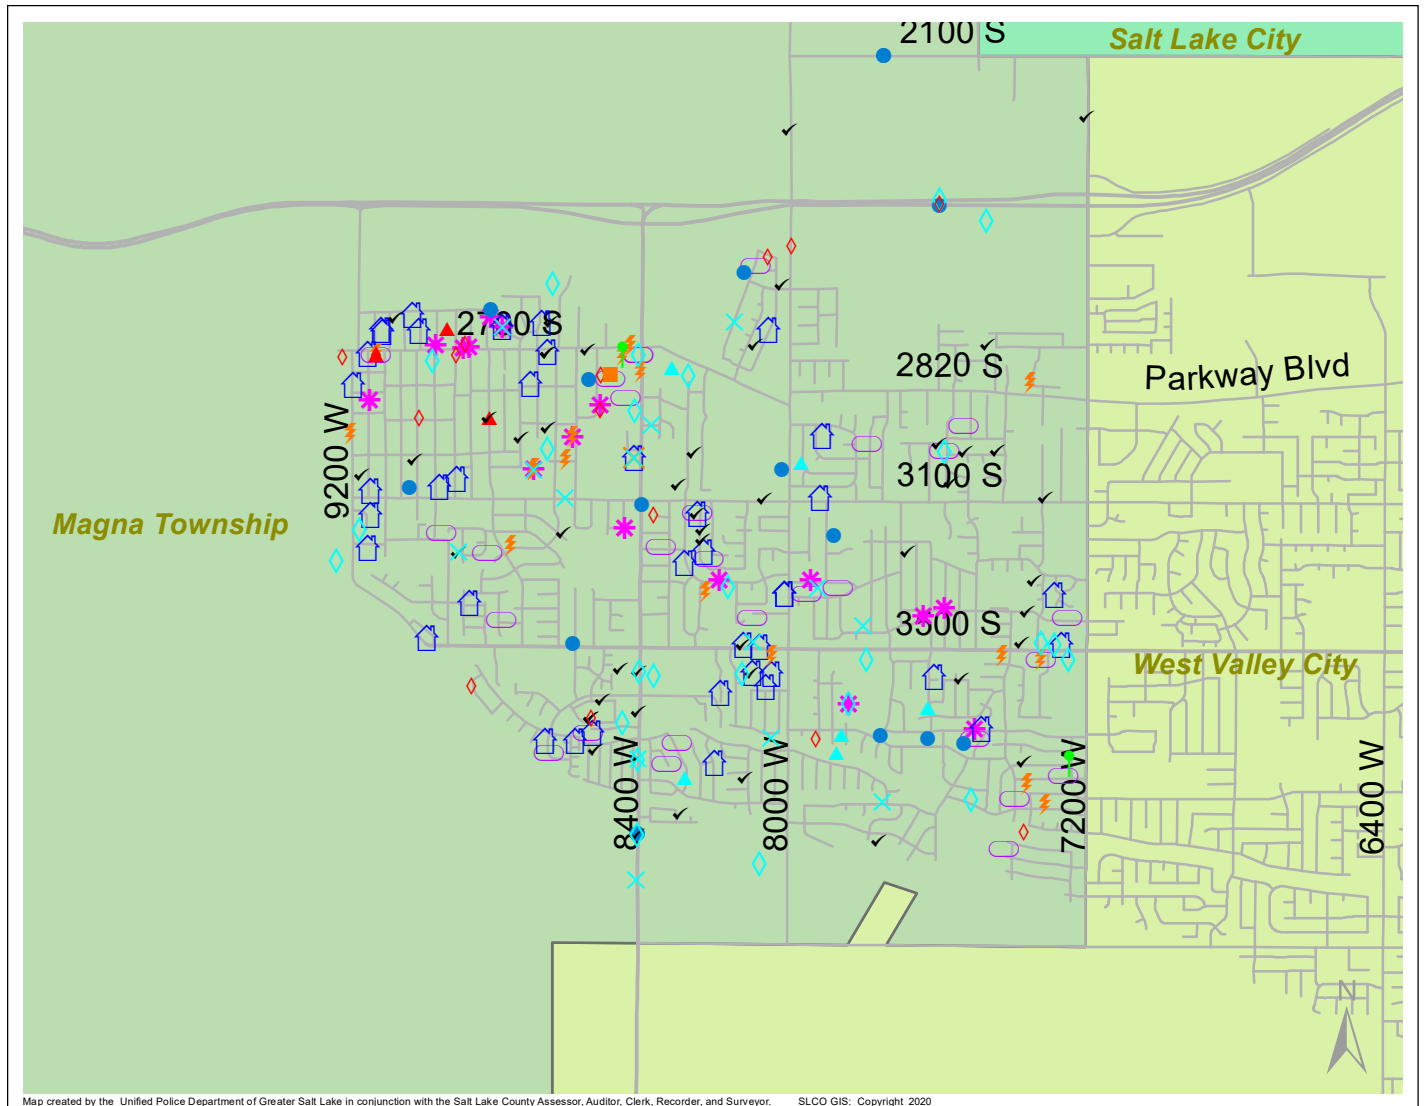 2100 S
Salt Lake City
2700 S
2820 S
Parkway Blvd
9200 W
3100 S
Magna Township
3500 S
West Valley City
8400 W
8000 W
7200 W
6400 W
N
Map created by the Unified Police Department of Greater Salt Lake in conjunction with the Salt Lake County Assessor, Auditor, Clerk, Recorder, and Surveyor. SLCO GIS: Copyright 2020